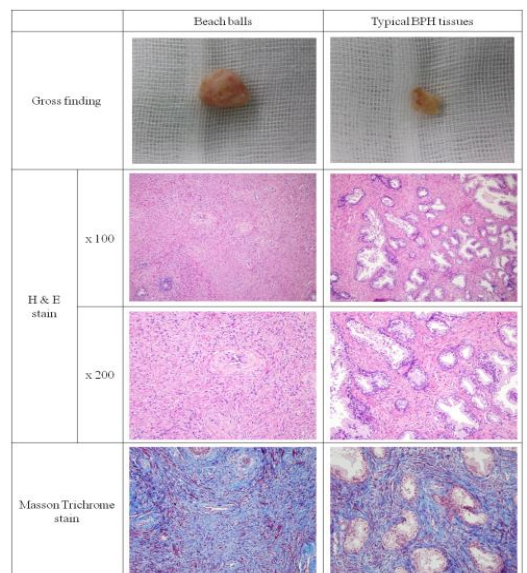 Beach balls
Typical BPH tissues
Gross finding
H & E
stain
x 100
x 200
Masson Trichrome
stain